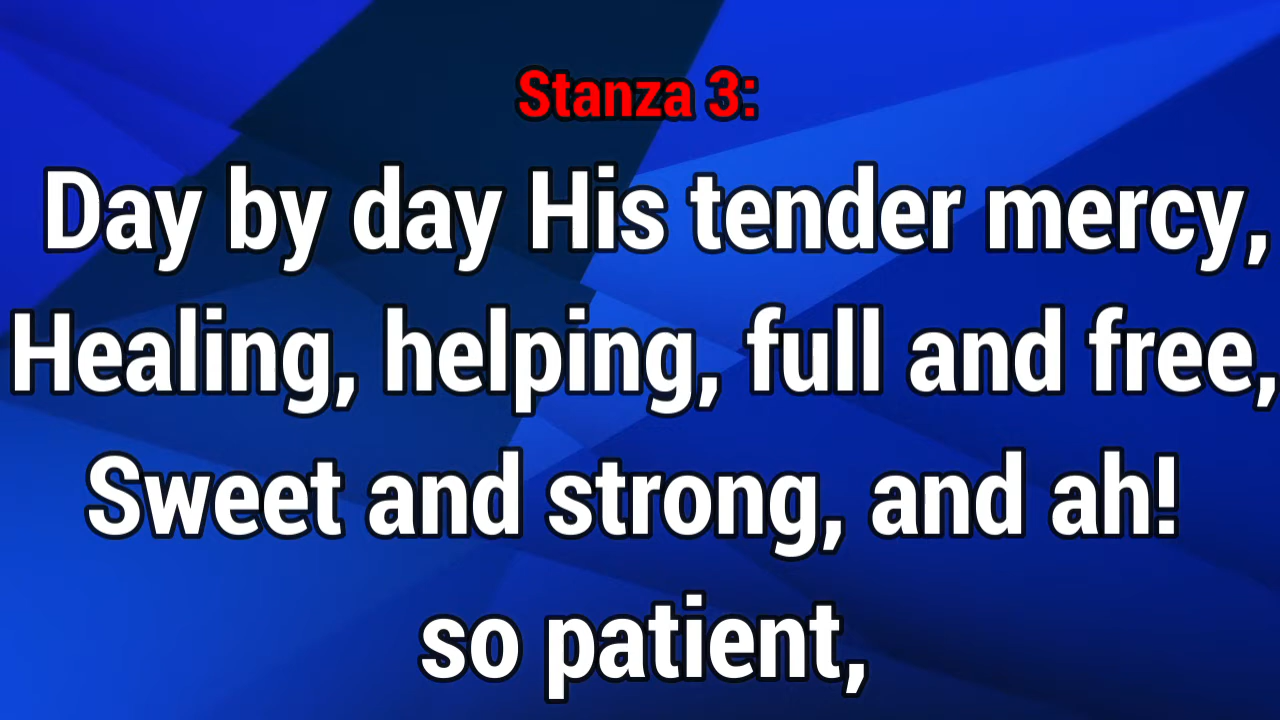 Stanza 3:
Day by day His tender mercy,
Healing, helping, full and free,
Sweet and strong, and ah!
so patient,